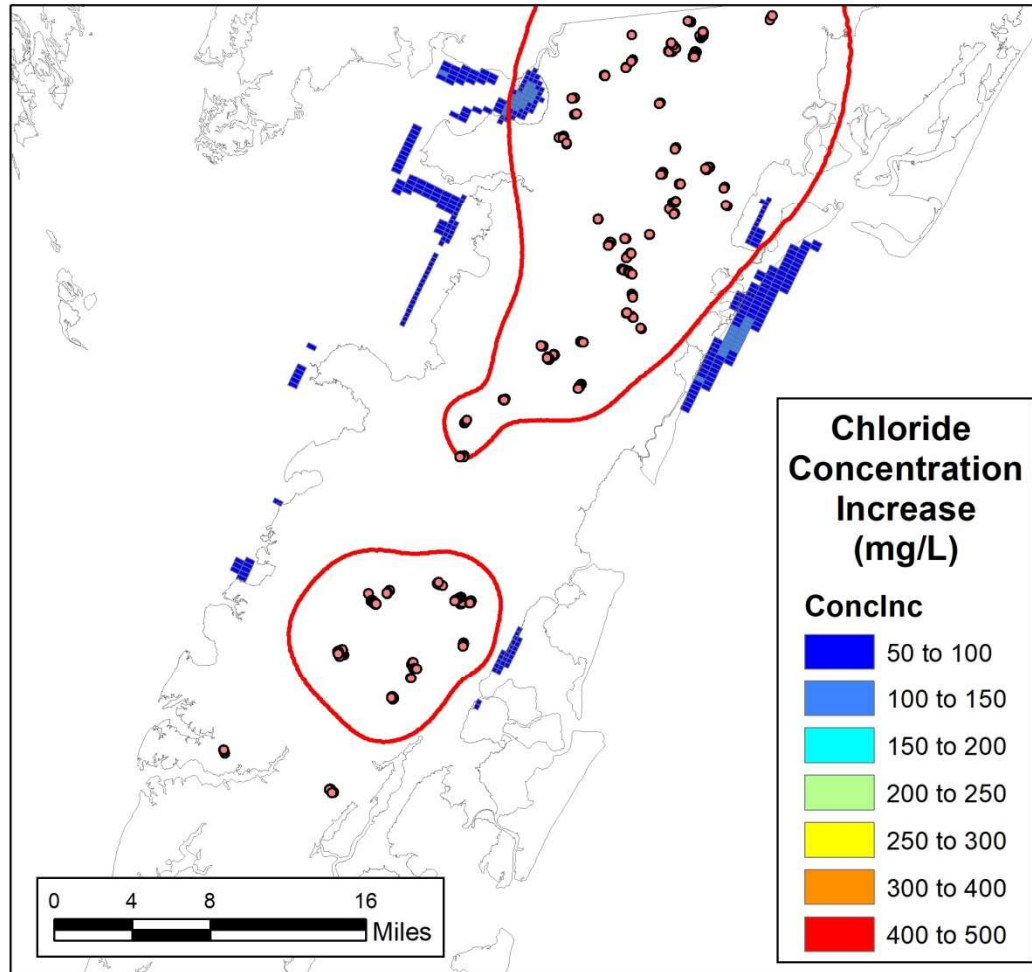 Chloride
Concentration
Increase
(mg/L)
ConcInc
50 to 100
100 to 150
150 to 200
200 to 250
250 to 300
300 to 400
400 to 500
0 4 8 16
Miles